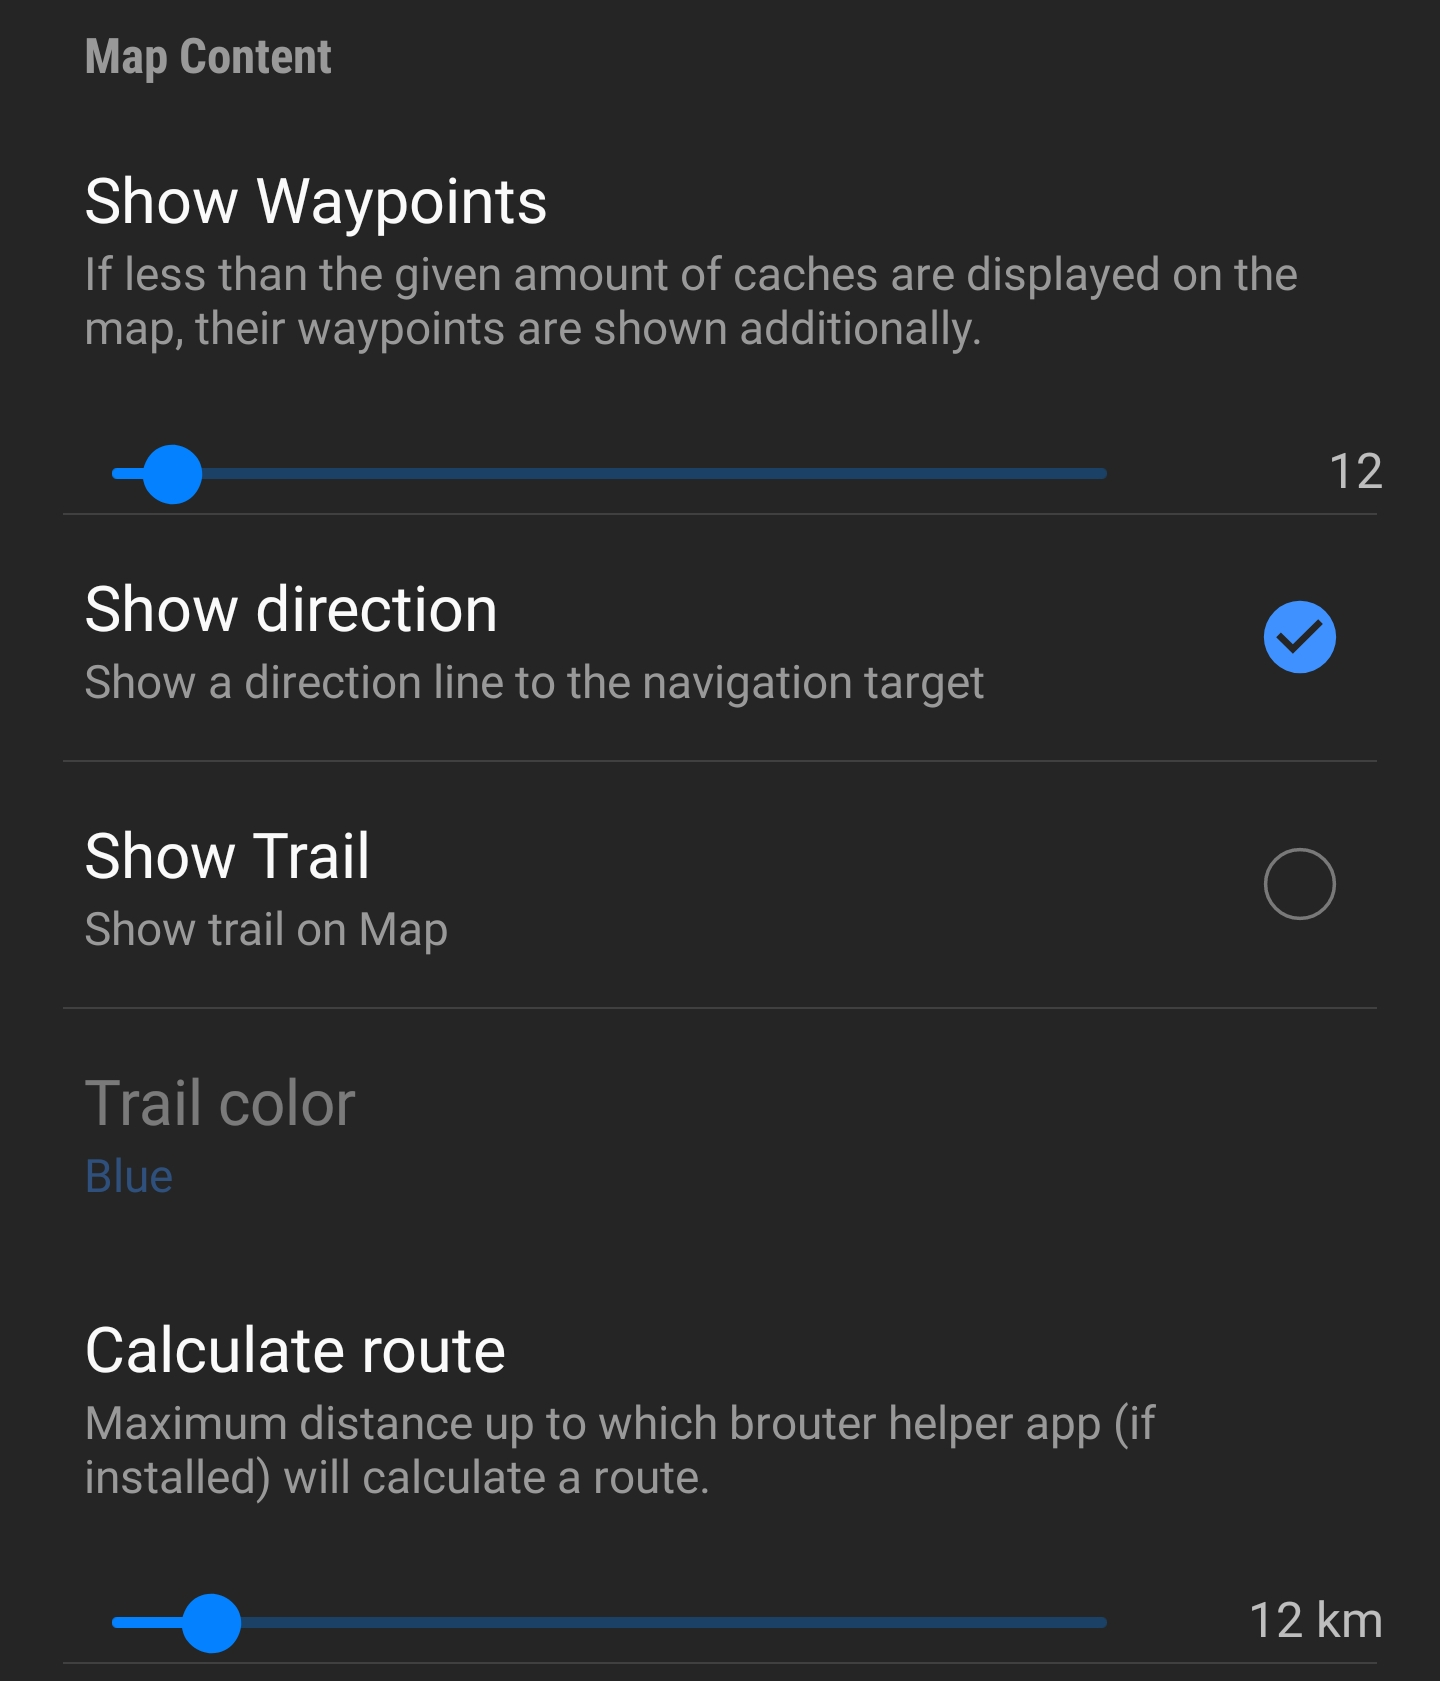 Map Content
Show Waypoints
If less than the given amount of caches are displayed on the
map, their waypoints are shown additionally.
12
Show direction
Show a direction line to the navigation target
Show Trail
Show trail on Map
Trail color
Blue
Calculate route
Maximum distance up to which brouter helper app (if
installed) will calculate a route.
12 km